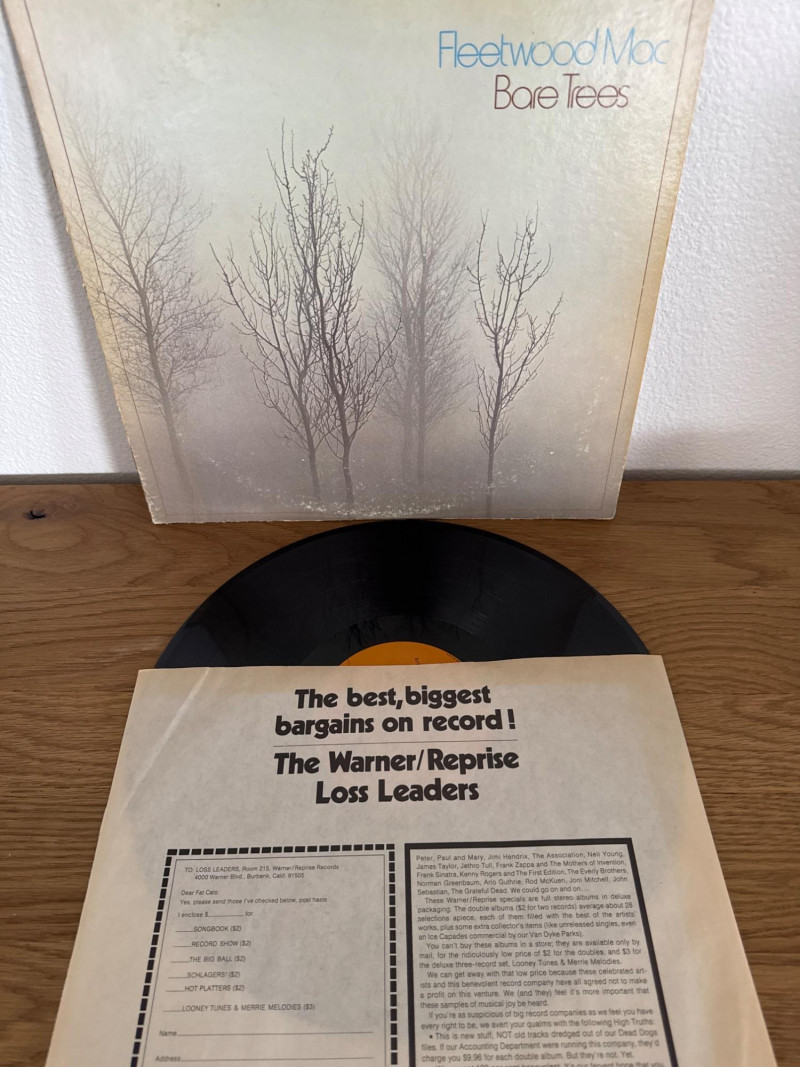 Fleetwood Mac
Bare Trees
The best, biggest
bargains on record!
The Warner/Reprise
Loss Leaders
TO: LOSS LEADERS, Room 215, Warner/Reprise Records
4000 Warner Blvd., Burbank, Calif. 91505
Dear Fat Cats:
Yes, please send those I've checked below, post haste.
I enclose $ for
SONGBOOK ($2)
RECORD SHOW ($2)
THE BIG BALL ($2)
SCHLAGERS! ($2)
HOT PLATTERS ($2)
LOONEY TUNES & MERRIE MELODIES ($3)
Name
Address
Peter, Paul and Mary, Jimi Hendrix, The Association, Neil Young,
James Taylor, Jethro Tull, Frank Zappa and The Mothers of Invention,
Frank Sinatra, Kenny Rogers and The First Edition, The Everly Brothers,
Norman Greenbaum, Arlo Guthrie, Rod McKuen, Joni Mitchell, John
Sebastian, The Grateful Dead. We could go on and on. . .
These Warner/Reprise specials are full stereo albums in deluxe
packaging. The double albums ($2 for two records) average about 28
selections apiece, each of them filled with the best of the artists'
works, plus some extra collector's items (like unreleased singles, even
an Ice Capades commercial by our Van Dyke Parks).
You can't buy these albums in a store; they are available only by
mail, for the ridiculously low price of $2 for the doubles, and $3 for
the deluxe three-record set, Looney Tunes & Merrie Melodies.
We can get away with that low price because these celebrated art-
ists and this benevolent record company have all agreed not to make
a profit on this venture. We (and they) feel it's more important that
these samples of musical joy be heard.
If you're as suspicious of big record companies as we feel you have
every right to be, we avert your qualms with the following High Truths:
• This is new stuff, NOT old tracks dredged out of our Dead Dogs
files. If our Accounting Department were running this company, they'd
charge you $9.96 for each double album. But they're not. Yet.